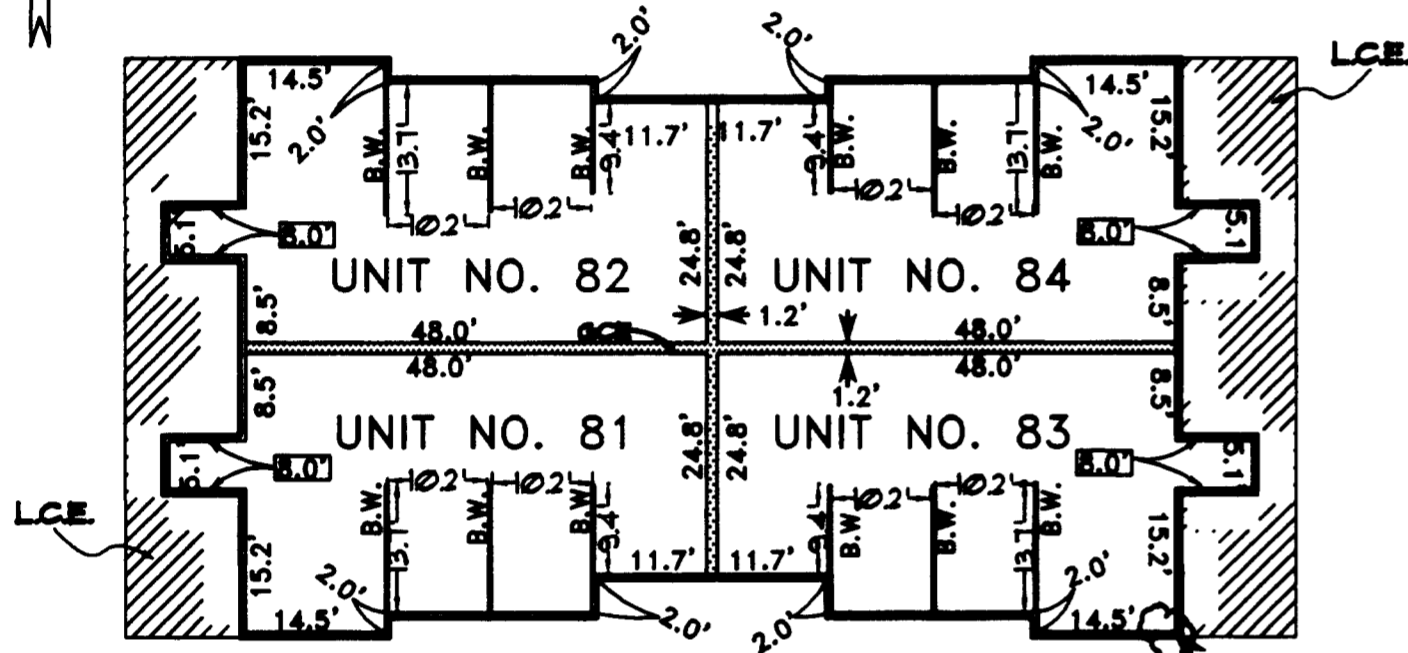 2.0' 2.0'
L.C.E.
14.5' 14.5'
15.2' 2.0' B.W. 13.7' B.W. B.W. 9.4' 11.7' 11.7' 9.4' B.W. B.W. 13.7' B.W. 2.0' 15.2'
10.2' 10.2' 10.2' 10.2'
5.1' 8.0' 24.8' 24.8' 8.0' 5.1'
UNIT NO. 82 UNIT NO. 84
8.5' 1.2' 8.5'
48.0' G.C.E. 48.0'
48.0' 48.0'
8.5' 1.2' 8.5'
UNIT NO. 81 UNIT NO. 83
5.1' 8.0' 24.8' 24.8' 8.0' 5.1'
10.2' 10.2' 10.2' 10.2'
L.C.E.
15.2' B.W. 13.7' B.W. B.W. 9.4' 9.4' B.W. B.W. 13.7' B.W. 15.2'
11.7' 11.7'
2.0' 2.0'
14.5' 2.0' 2.0' 14.5'